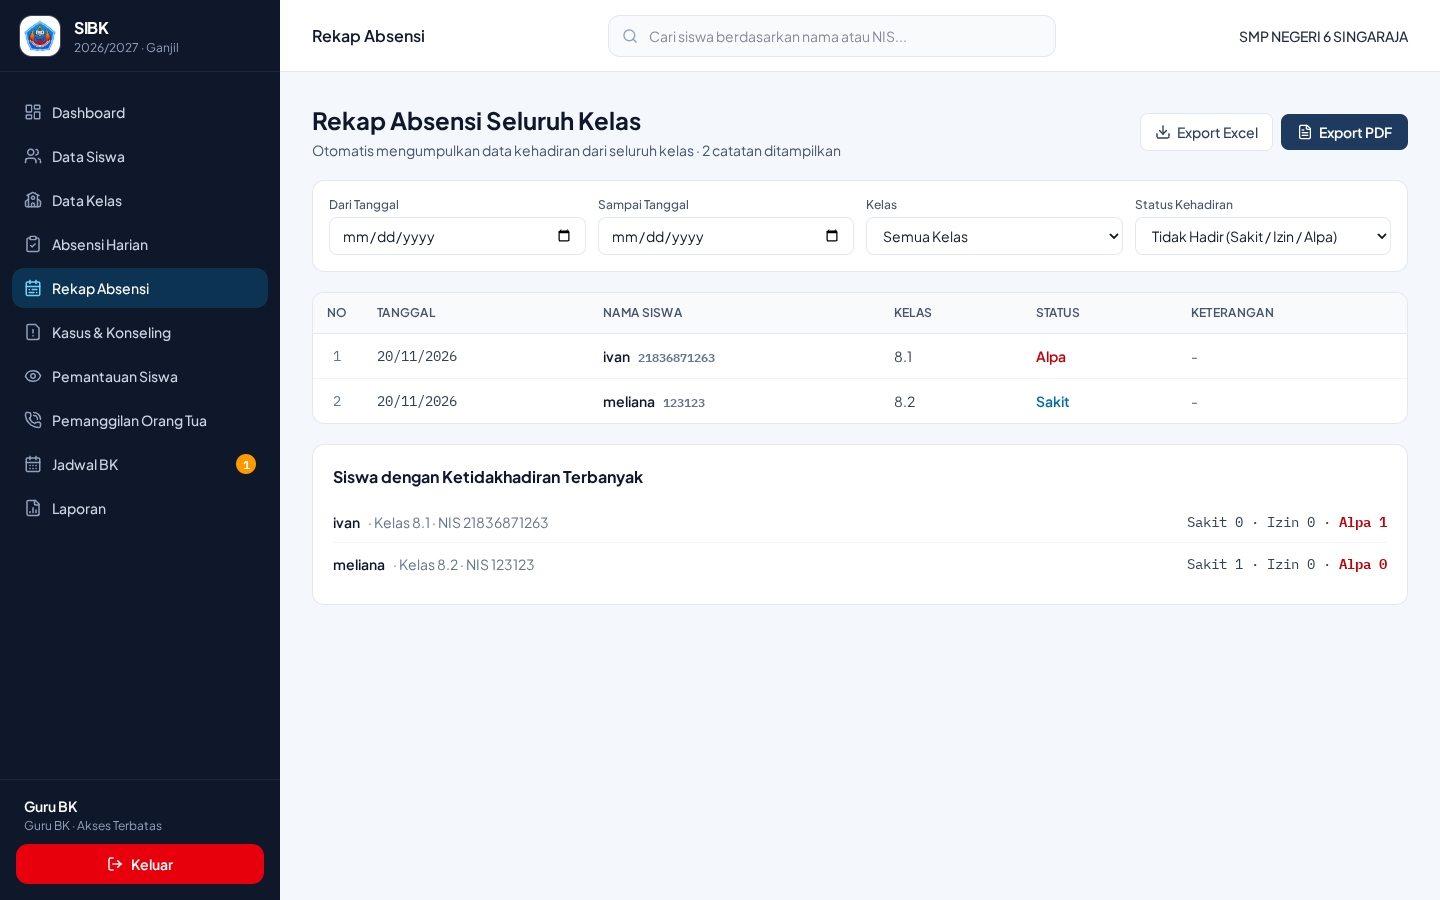 SIBK
2026/2027 · Ganjil
Dashboard
Data Siswa
Data Kelas
Absensi Harian
Rekap Absensi
Kasus & Konseling
Pemantauan Siswa
Pemanggilan Orang Tua
Jadwal BK 1
Laporan
Guru BK
Guru BK · Akses Terbatas
Keluar
Rekap Absensi
Cari siswa berdasarkan nama atau NIS...
SMP NEGERI 6 SINGARAJA
Rekap Absensi Seluruh Kelas
Otomatis mengumpulkan data kehadiran dari seluruh kelas · 2 catatan ditampilkan
Export Excel
Export PDF
Dari Tanggal Sampai Tanggal Kelas Status Kehadiran
mm/dd/yyyy mm/dd/yyyy Semua Kelas Tidak Hadir (Sakit / Izin / Alpa)
NO TANGGAL NAMA SISWA KELAS STATUS KETERANGAN
1 20/11/2026 ivan 21836871263 8.1 Alpa -
2 20/11/2026 meliana 123123 8.2 Sakit -
Siswa dengan Ketidakhadiran Terbanyak
ivan · Kelas 8.1 · NIS 21836871263 Sakit 0 · Izin 0 · Alpa 1
meliana · Kelas 8.2 · NIS 123123 Sakit 1 · Izin 0 · Alpa 0